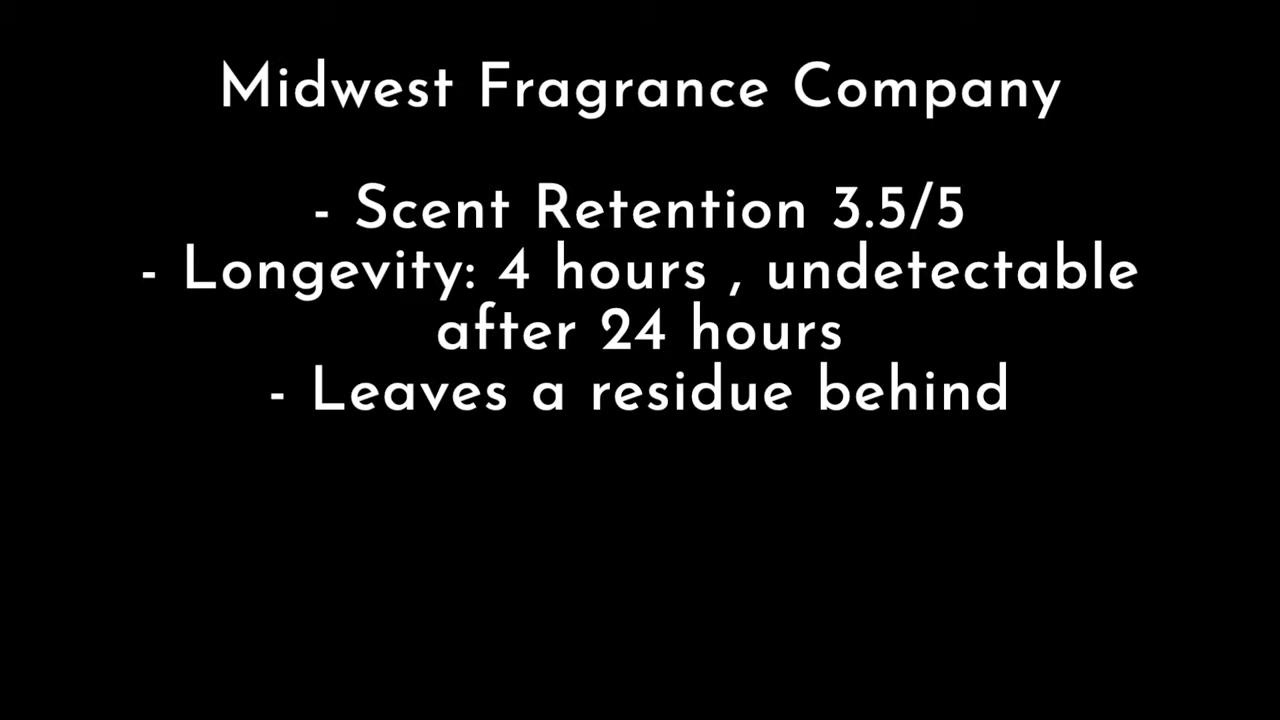 Midwest Fragrance Company
- Scent Retention 3.5/5
- Longevity: 4 hours , undetectable
after 24 hours
- Leaves a residue behind